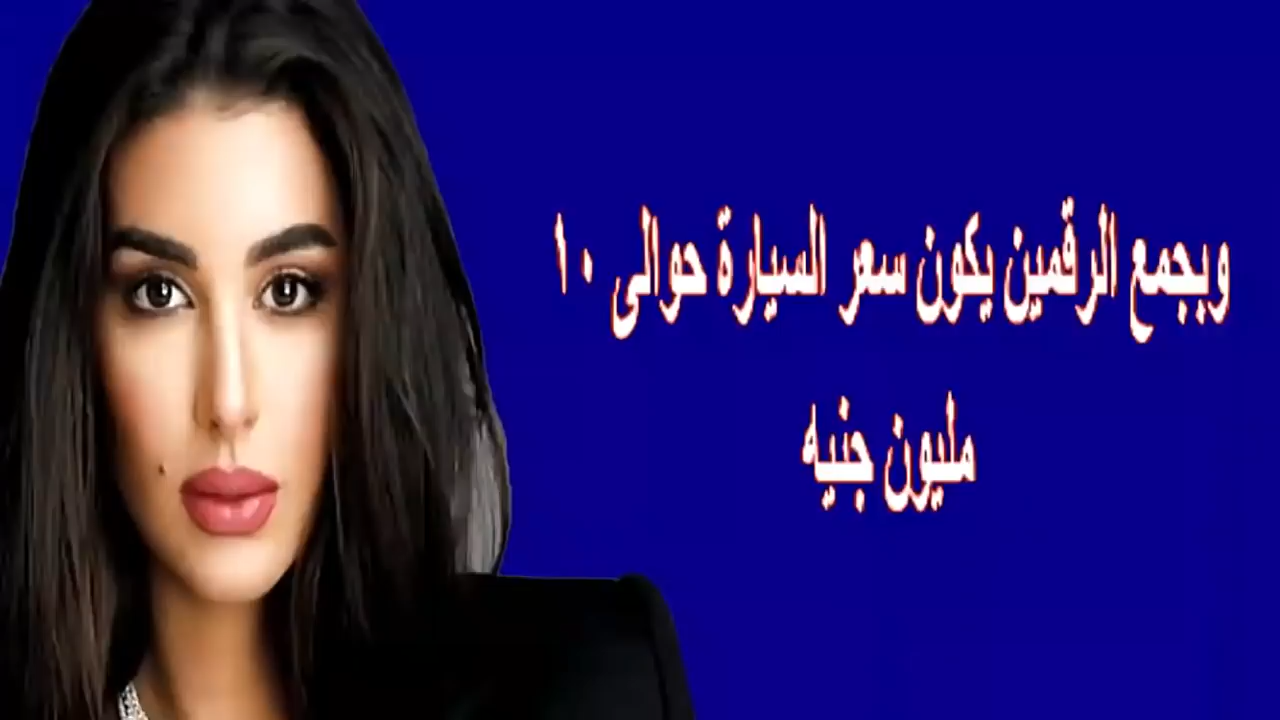 ويجمع الرقمين يكون سعر السيارة حوالى ١٠
مليون جنيه